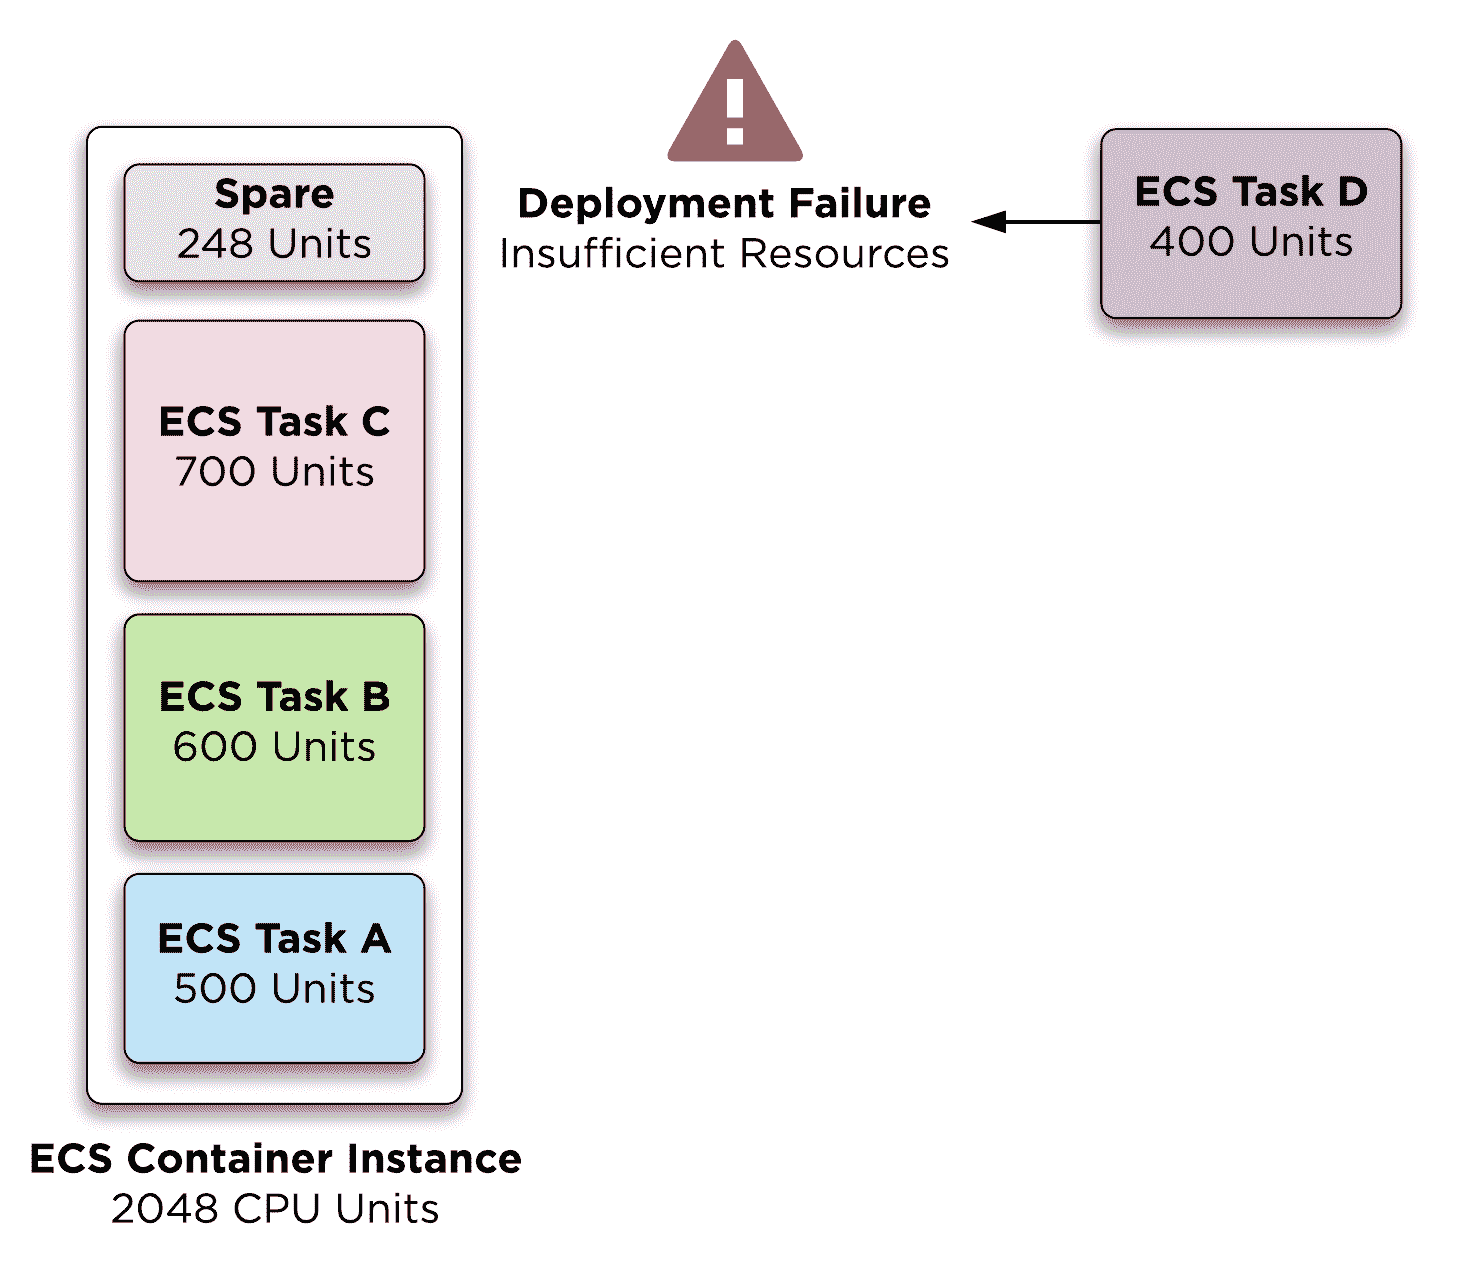 Spare
248 Units
ECS Task C
700 Units
ECS Task B
600 Units
ECS Task A
500 Units
ECS Container Instance
2048 CPU Units
Deployment Failure
Insufficient Resources
ECS Task D
400 Units